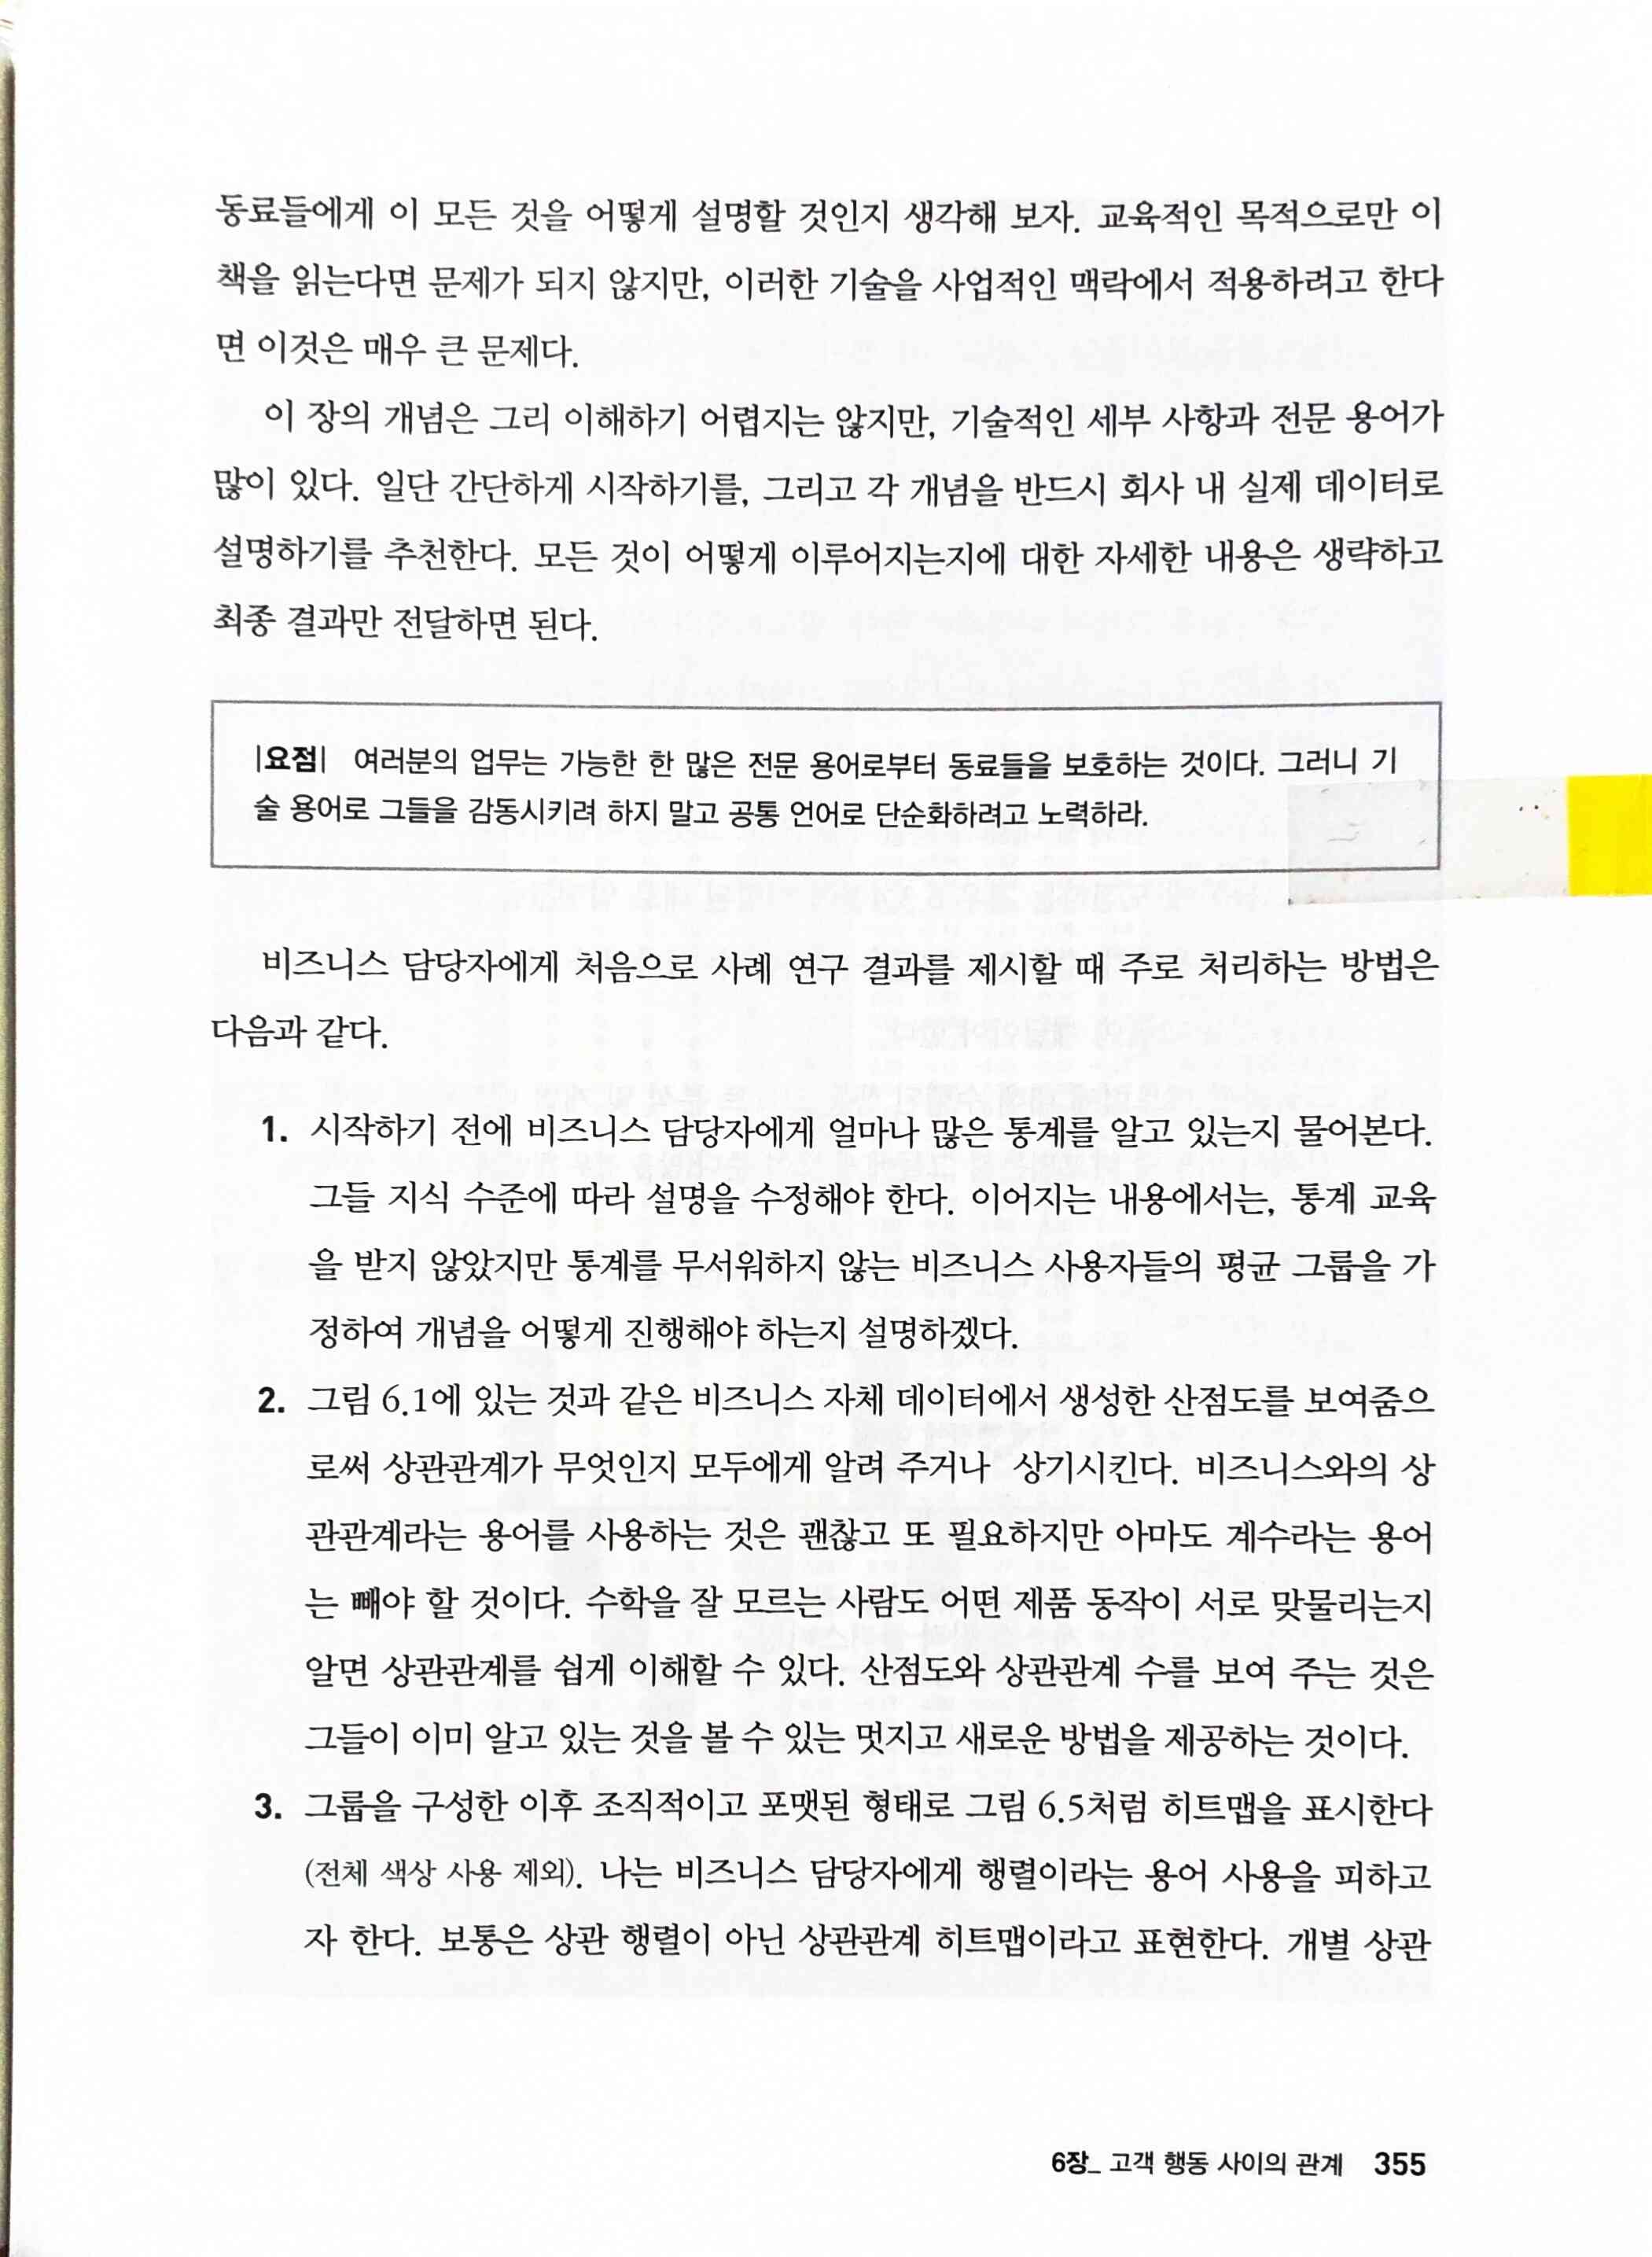 동료들에게 이 모든 것을 어떻게 설명할 것인지 생각해 보자. 교육적인 목적으로만 이
책을 읽는다면 문제가 되지 않지만, 이러한 기술을 사업적인 맥락에서 적용하려고 한다
면 이것은 매우 큰 문제다.
이 장의 개념은 그리 이해하기 어렵지는 않지만, 기술적인 세부 사항과 전문 용어가
많이 있다. 일단 간단하게 시작하기를, 그리고 각 개념을 반드시 회사 내 실제 데이터로
설명하기를 추천한다. 모든 것이 어떻게 이루어지는지에 대한 자세한 내용은 생략하고
최종 결과만 전달하면 된다.
|요점| 여러분의 업무는 가능한 한 많은 전문 용어로부터 동료들을 보호하는 것이다. 그러니 기
술 용어로 그들을 감동시키려 하지 말고 공통 언어로 단순화하려고 노력하라.
비즈니스 담당자에게 처음으로 사례 연구 결과를 제시할 때 주로 처리하는 방법은
다음과 같다.
1. 시작하기 전에 비즈니스 담당자에게 얼마나 많은 통계를 알고 있는지 물어본다.
그들 지식 수준에 따라 설명을 수정해야 한다. 이어지는 내용에서는, 통계 교육
을 받지 않았지만 통계를 무서워하지 않는 비즈니스 사용자들의 평균 그룹을 가
정하여 개념을 어떻게 진행해야 하는지 설명하겠다.
2. 그림 6.1에 있는 것과 같은 비즈니스 자체 데이터에서 생성한 산점도를 보여줌으
로써 상관관계가 무엇인지 모두에게 알려 주거나 상기시킨다. 비즈니스와의 상
관관계라는 용어를 사용하는 것은 괜찮고 또 필요하지만 아마도 계수라는 용어
는 빼야 할 것이다. 수학을 잘 모르는 사람도 어떤 제품 동작이 서로 맞물리는지
알면 상관관계를 쉽게 이해할 수 있다. 산점도와 상관관계 수를 보여 주는 것은
그들이 이미 알고 있는 것을 볼 수 있는 멋지고 새로운 방법을 제공하는 것이다.
3. 그룹을 구성한 이후 조직적이고 포맷된 형태로 그림 6.5처럼 히트맵을 표시한다
(전체 색상 사용 제외). 나는 비즈니스 담당자에게 행렬이라는 용어 사용을 피하고
자 한다. 보통은 상관 행렬이 아닌 상관관계 히트맵이라고 표현한다. 개별 상관
6장_ 고객 행동 사이의 관계 355